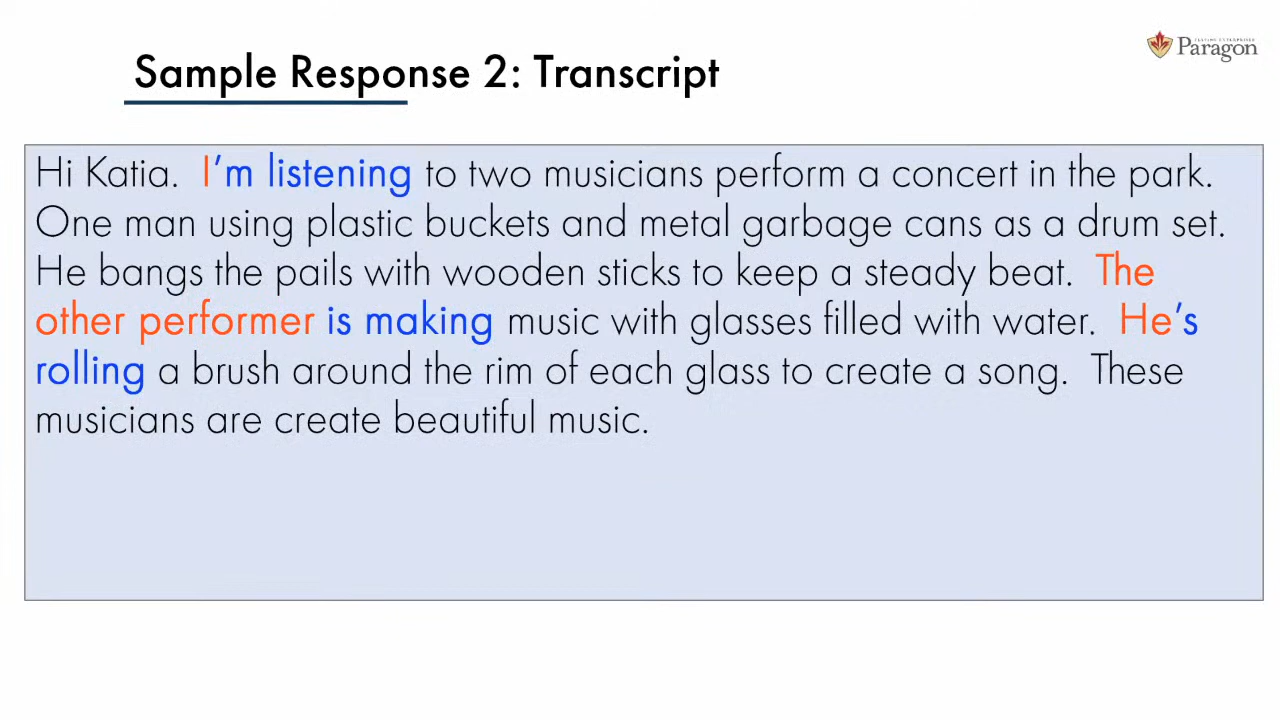 Sample Response 2: Transcript
Paragon
Hi Katia. I'm listening to two musicians perform a concert in the park.
One man using plastic buckets and metal garbage cans as a drum set.
He bangs the pails with wooden sticks to keep a steady beat. The
other performer is making music with glasses filled with water. He's
rolling a brush around the rim of each glass to create a song. These
musicians are create beautiful music.